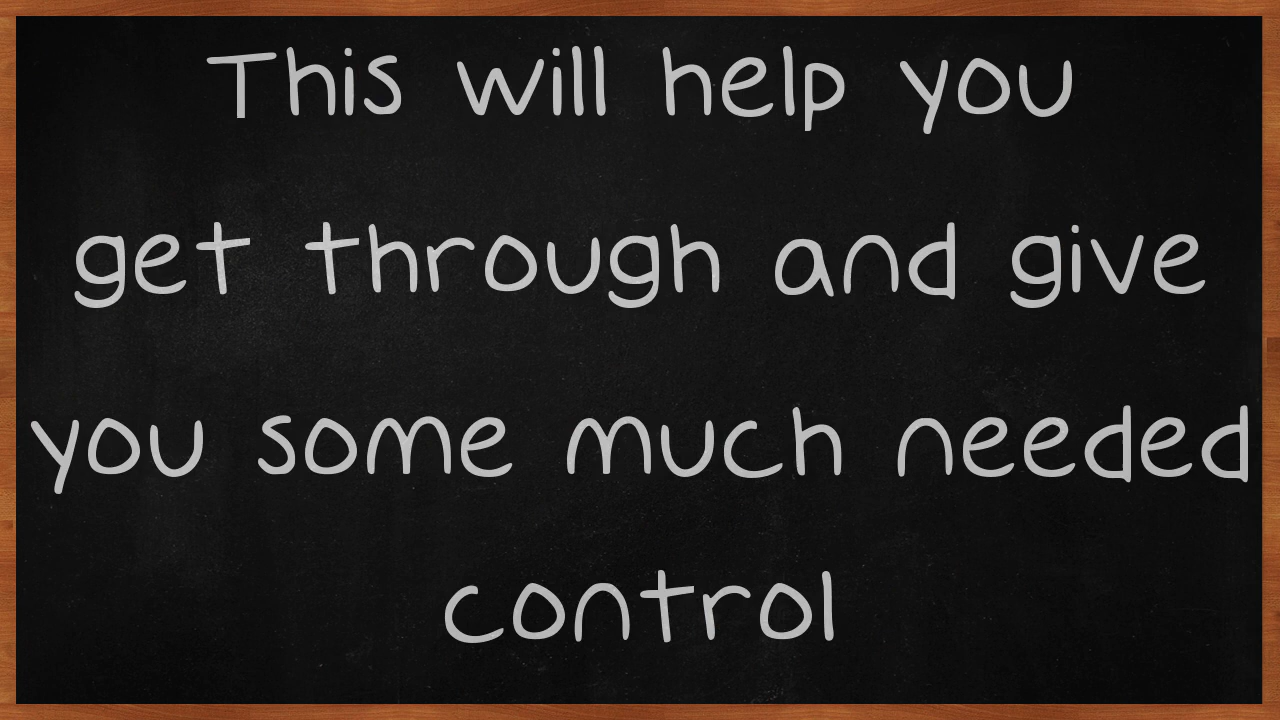 This will help you
get through and give
you some much needed
control